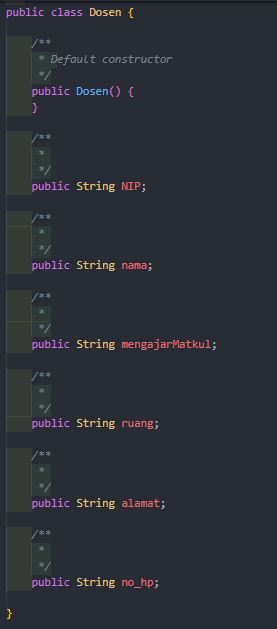 public class Dosen {
/**
* Default constructor
*/
public Dosen() {
}
/**
*
*/
public String NIP;
/**
*
*/
public String nama;
/**
*
*/
public String mengajarMatkul;
/**
*
*/
public String ruang;
/**
*
*/
public String alamat;
/**
*
*/
public String no_hp;
}